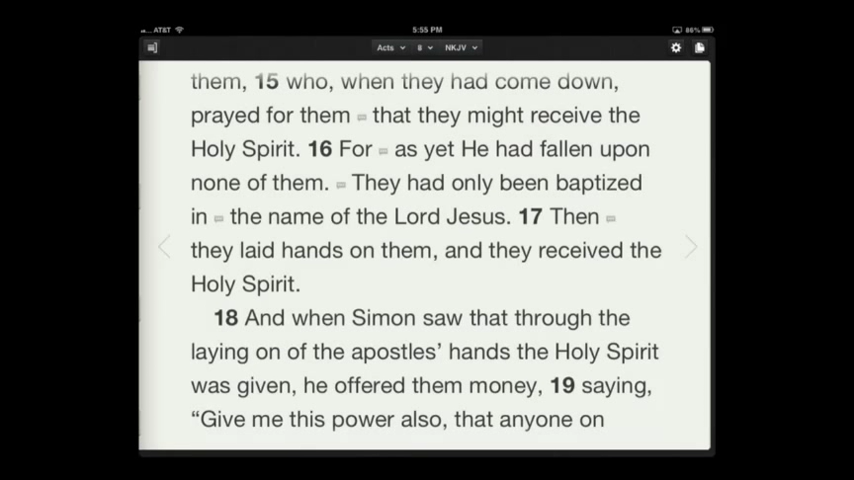 AT&T 5:55 PM 86%
Acts 8 NKJV
them, 15 who, when they had come down,
prayed for them that they might receive the
Holy Spirit. 16 For as yet He had fallen upon
none of them. They had only been baptized
in the name of the Lord Jesus. 17 Then
they laid hands on them, and they received the
Holy Spirit.
18 And when Simon saw that through the
laying on of the apostles’ hands the Holy Spirit
was given, he offered them money, 19 saying,
“Give me this power also, that anyone on